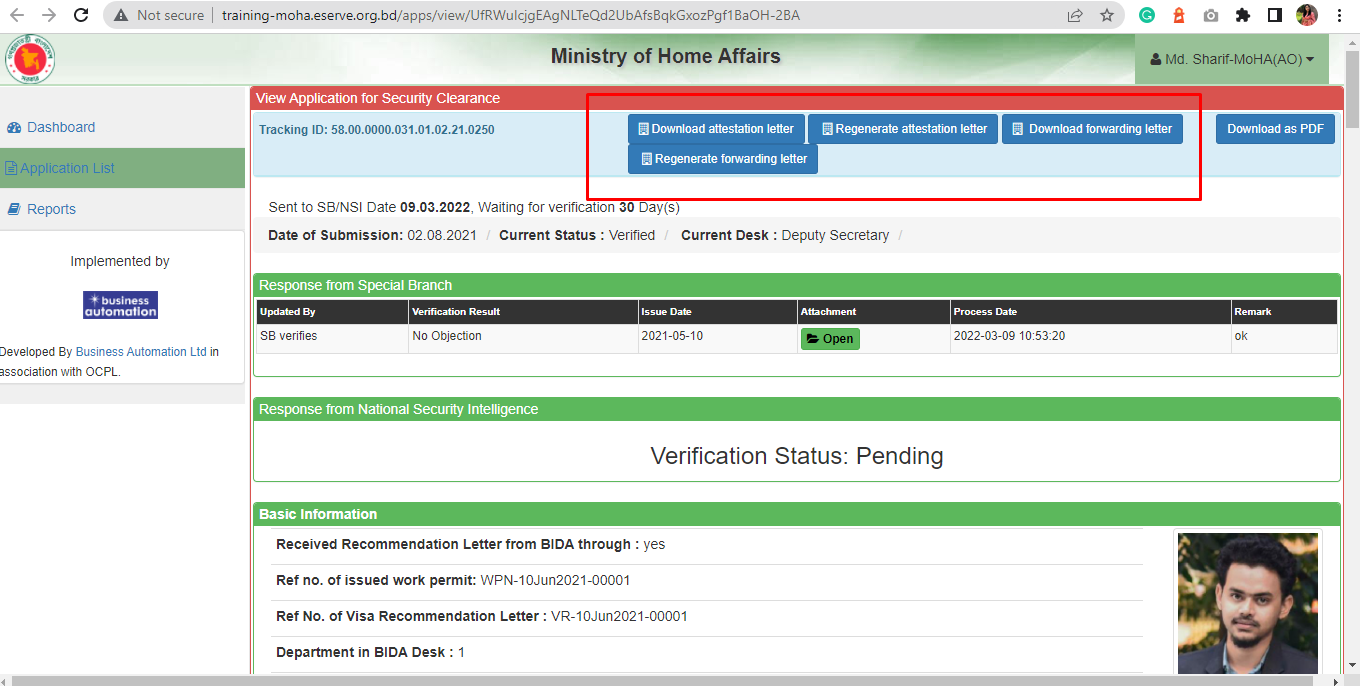 Not secure | training-moha.eserve.org.bd/apps/view/UfRWulcjgEAgNLTeQd2UbAfsBqkGxozPgf1BaOH-2BA
Ministry of Home Affairs
Md. Sharif-MoHA(AO)
Dashboard
Application List
Reports
Implemented by
business
automation
Developed By Business Automation Ltd in
association with OCPL.
View Application for Security Clearance
Tracking ID: 58.00.0000.031.01.02.21.0250
Download attestation letter Regenerate attestation letter Download forwarding letter Download as PDF
Regenerate forwarding letter
Sent to SB/NSI Date 09.03.2022, Waiting for verification 30 Day(s)
Date of Submission: 02.08.2021 / Current Status : Verified / Current Desk : Deputy Secretary /
Response from Special Branch
Updated By Verification Result Issue Date Attachment Process Date Remark
SB verifies No Objection 2021-05-10 Open 2022-03-09 10:53:20 ok
Response from National Security Intelligence
Verification Status: Pending
Basic Information
Received Recommendation Letter from BIDA through : yes
Ref no. of issued work permit: WPN-10Jun2021-00001
Ref No. of Visa Recommendation Letter : VR-10Jun2021-00001
Department in BIDA Desk : 1